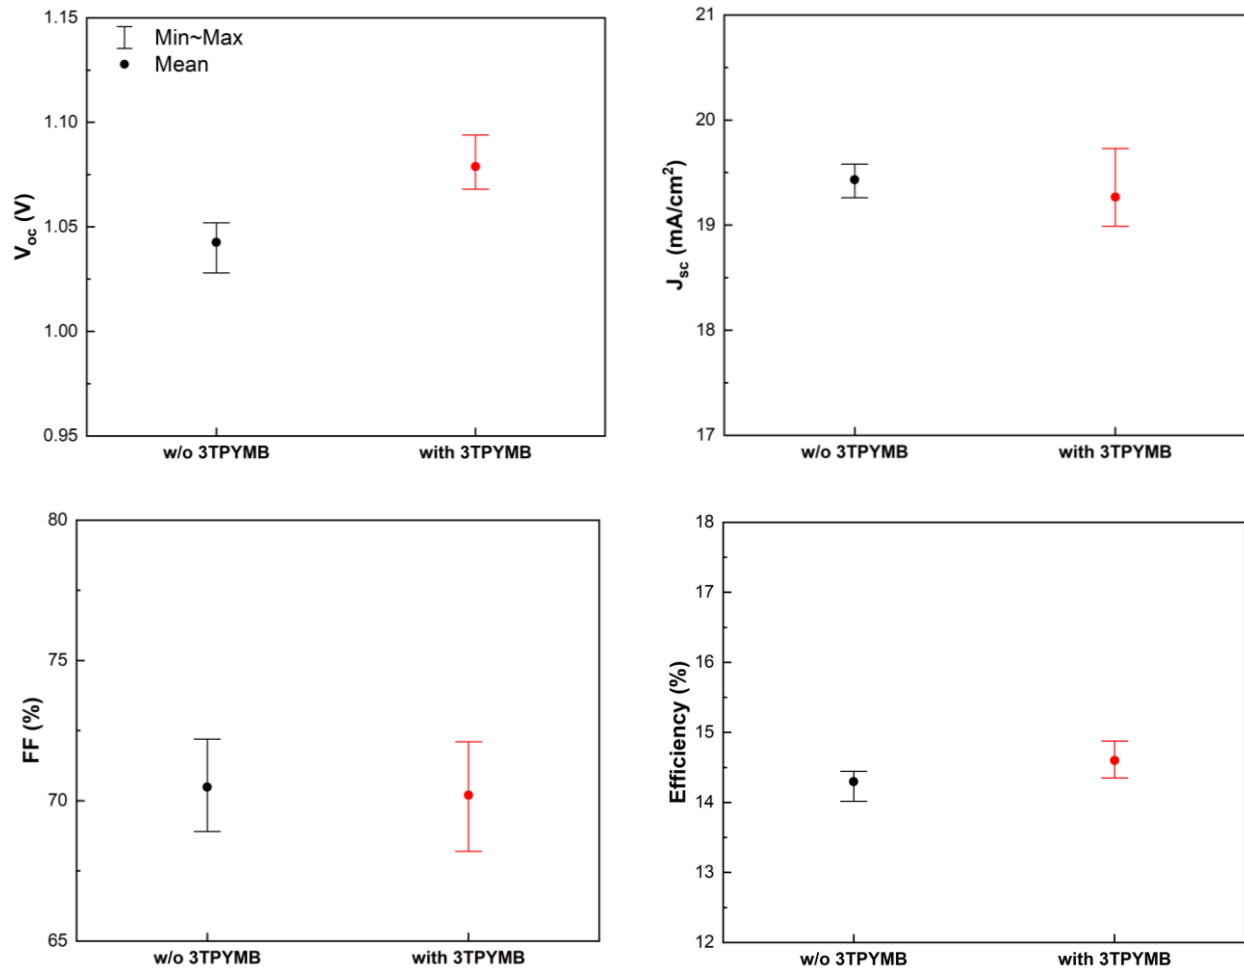 1.15
1.10
1.05
1.00
0.95
V_oc (V)
Min~Max
Mean
w/o 3TPYMB
with 3TPYMB
21
20
19
18
17
J_sc (mA/cm²)
w/o 3TPYMB
with 3TPYMB
80
75
70
65
FF (%)
w/o 3TPYMB
with 3TPYMB
18
17
16
15
14
13
12
Efficiency (%)
w/o 3TPYMB
with 3TPYMB